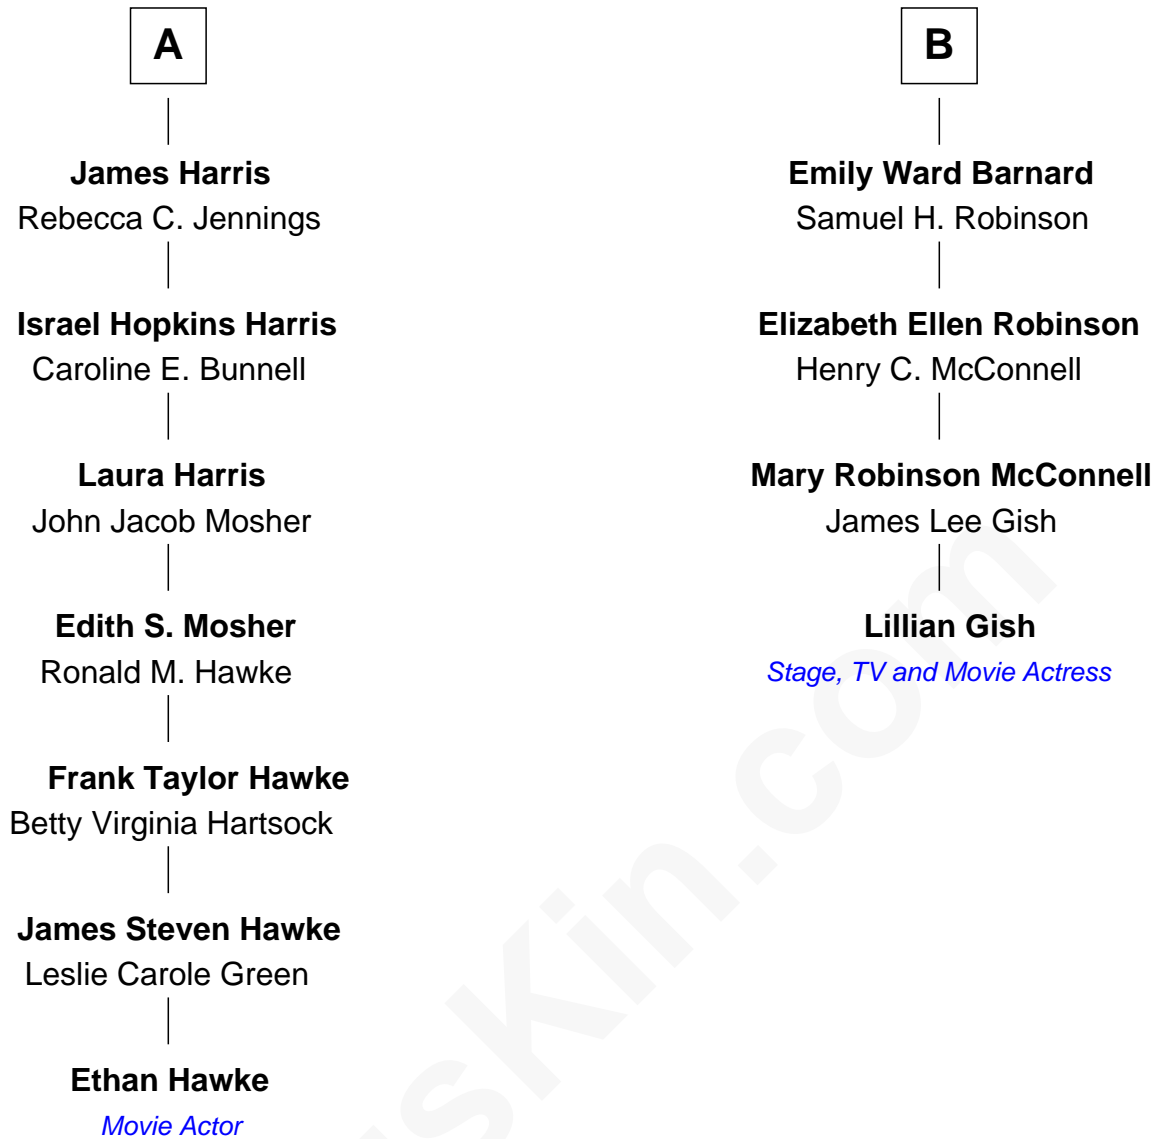 A
James Harris
Rebecca C. Jennings
Israel Hopkins Harris
Caroline E. Bunnell
Laura Harris
John Jacob Mosher
Edith S. Mosher
Ronald M. Hawke
Frank Taylor Hawke
Betty Virginia Hartsock
James Steven Hawke
Leslie Carole Green
Ethan Hawke
Movie Actor
B
Emily Ward Barnard
Samuel H. Robinson
Elizabeth Ellen Robinson
Henry C. McConnell
Mary Robinson McConnell
James Lee Gish
Lillian Gish
Stage, TV and Movie Actress
sKin.com